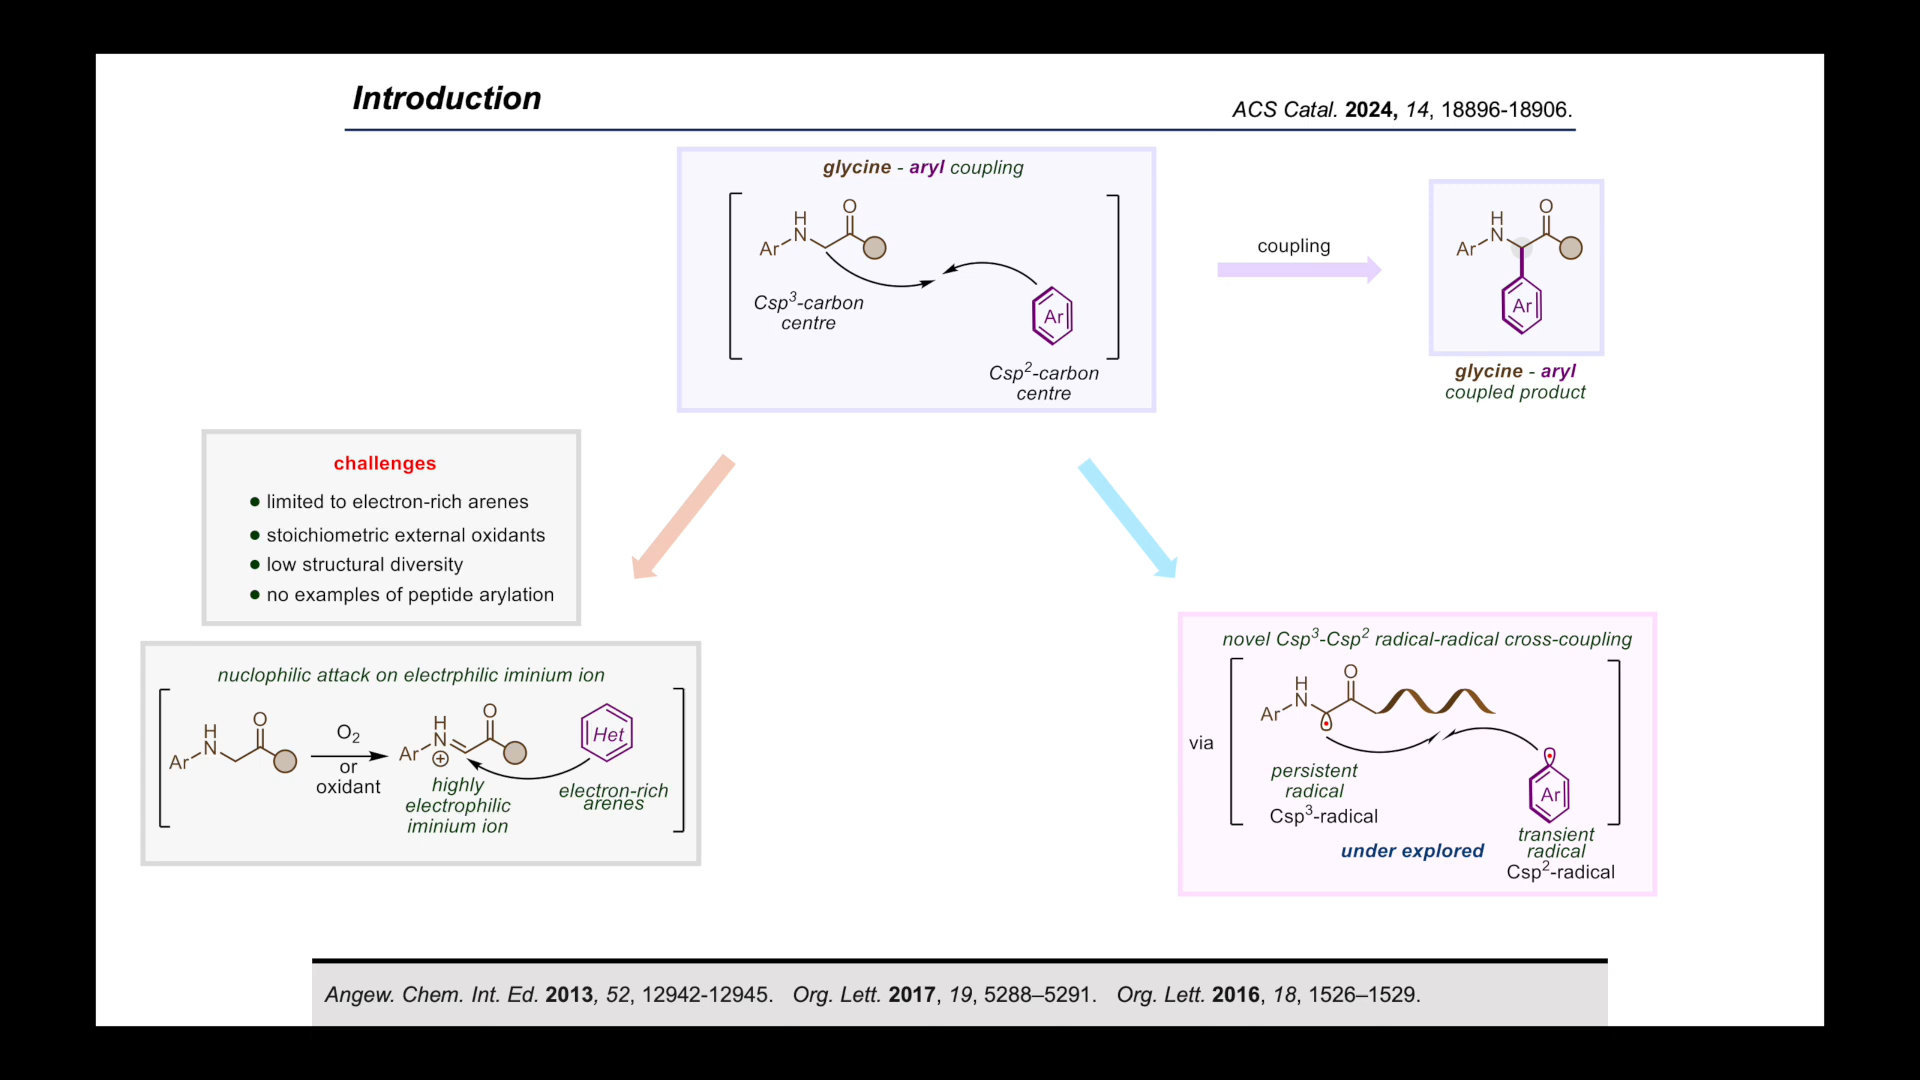 Introduction
ACS Catal. 2024, 14, 18896-18906.
glycine - aryl coupling
H
N
O
Ar
Csp3-carbon
centre
Ar
Csp2-carbon
centre
coupling
H
N
O
Ar
Ar
glycine - aryl
coupled product
challenges
● limited to electron-rich arenes
● stoichiometric external oxidants
● low structural diversity
● no examples of peptide arylation
nuclophilic attack on electrphilic iminium ion
H
N
O
Ar
O2
or
oxidant
H
N
O
Ar
+
highly
electrophilic
iminium ion
Het
electron-rich
arenes
novel Csp3-Csp2 radical-radical cross-coupling
via
H
N
O
Ar
persistent
radical
Csp3-radical
Ar
transient
radical
Csp2-radical
under explored
Angew. Chem. Int. Ed. 2013, 52, 12942-12945. Org. Lett. 2017, 19, 5288–5291. Org. Lett. 2016, 18, 1526–1529.